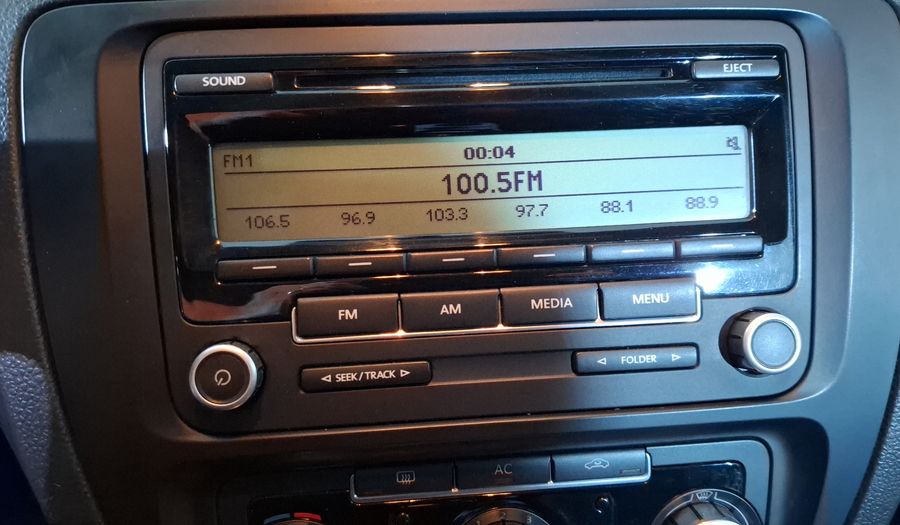 SOUND EJECT
FM1 00:04
100.5FM
106.5 96.9 103.3 97.7 88.1 88.9
FM AM MEDIA MENU
SEEK/TRACK FOLDER
AC